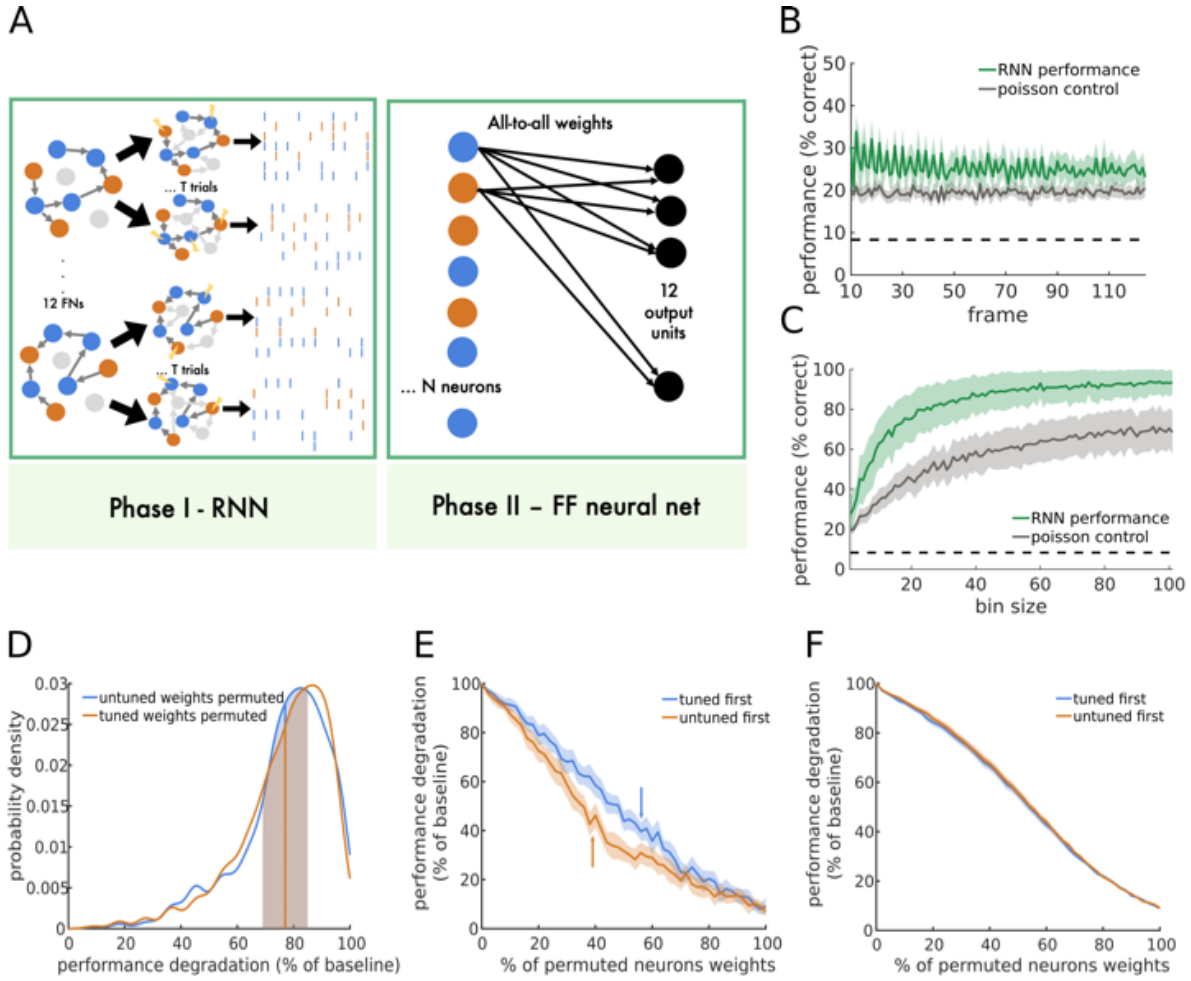 A
12 FNs
... T trials
... T trials
Phase I - RNN
All-to-all weights
12
output
units
... N neurons
Phase II – FF neural net
B
performance (% correct)
50
40
30
20
10
0
RNN performance
poisson control
10 30 50 70 90 110
frame
C
performance (% correct)
100
80
60
40
20
0
RNN performance
poisson control
20 40 60 80 100
bin size
D
probability density
0.03
0.025
0.02
0.015
0.01
0.005
0
untuned weights permuted
tuned weights permuted
0 20 40 60 80 100
performance degradation (% of baseline)
E
performance degradation
(% of baseline)
100
80
60
40
20
0
tuned first
untuned first
0 20 40 60 80 100
% of permuted neurons weights
F
performance degradation
(% of baseline)
100
80
60
40
20
0
tuned first
untuned first
0 20 40 60 80 100
% of permuted neurons weights